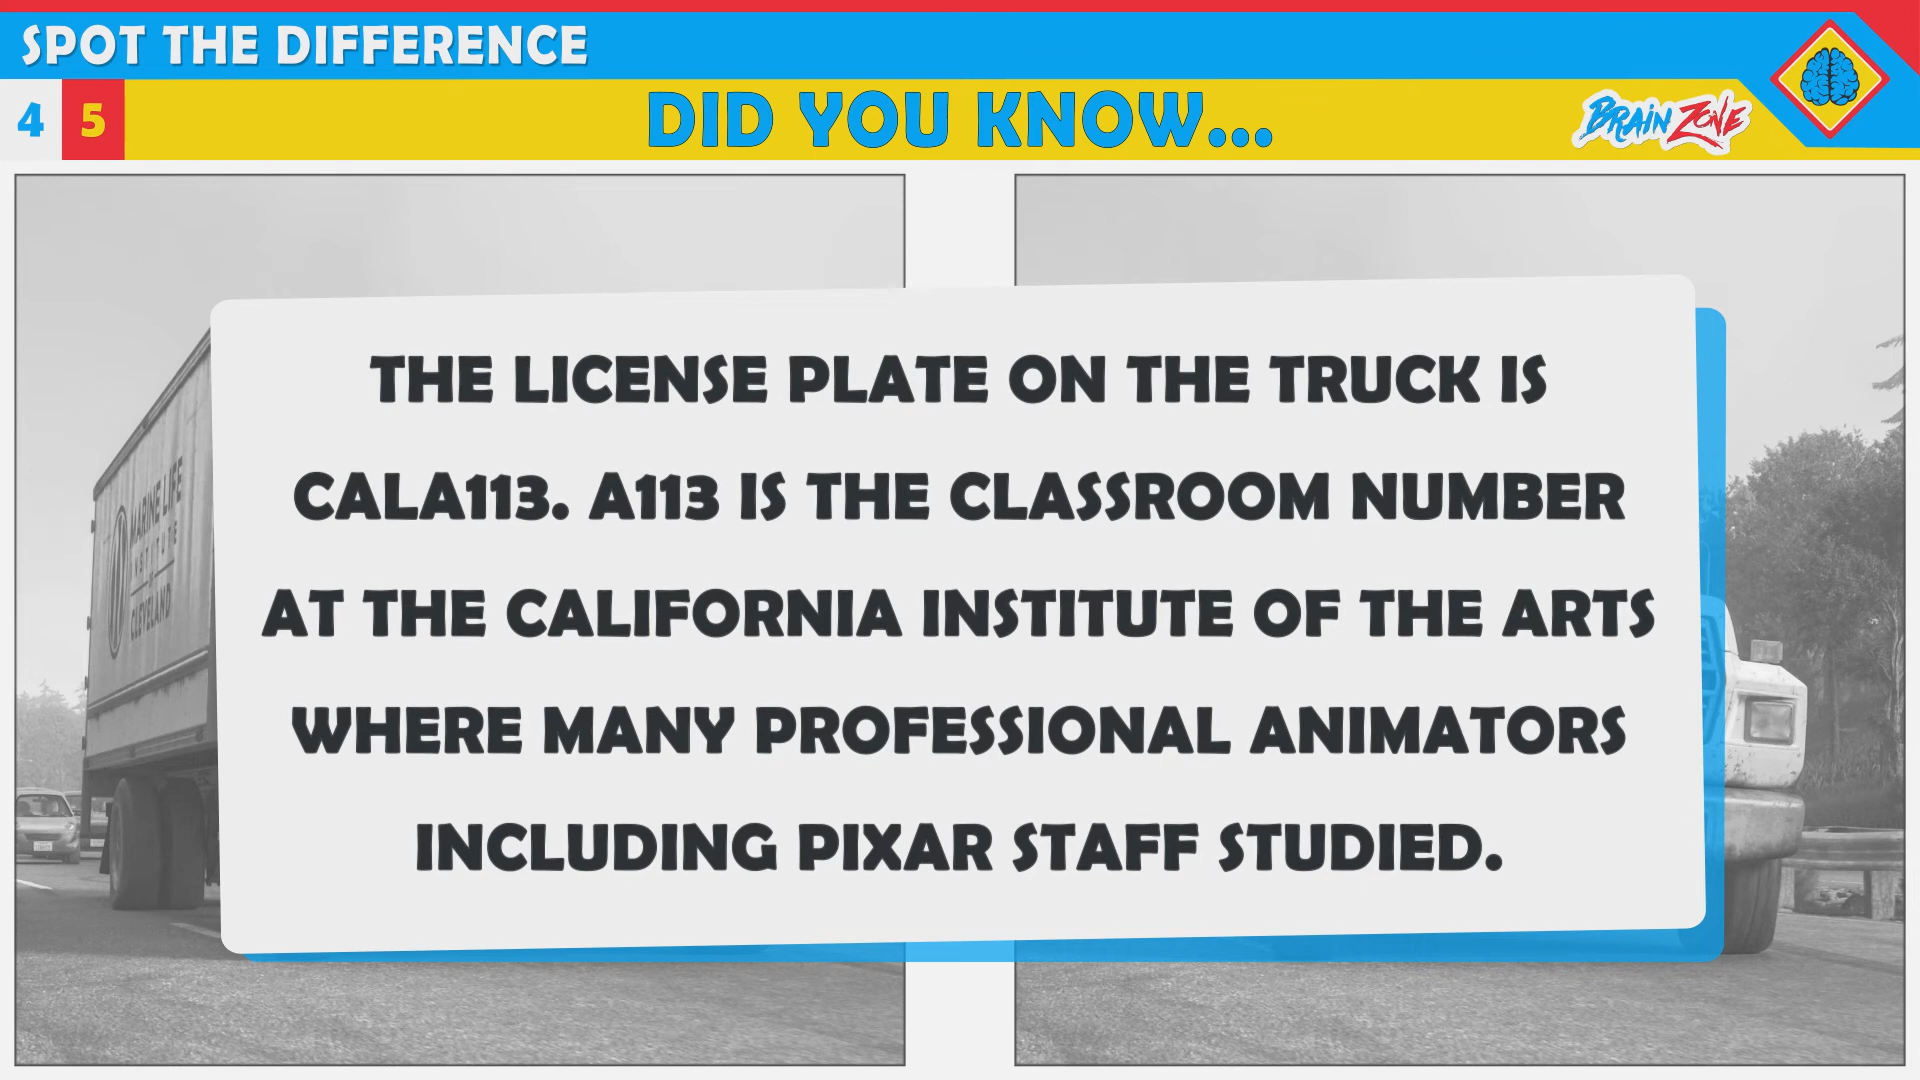 SPOT THE DIFFERENCE
4 5
DID YOU KNOW...
BRAIN ZONE
THE LICENSE PLATE ON THE TRUCK IS
CALA113. A113 IS THE CLASSROOM NUMBER
AT THE CALIFORNIA INSTITUTE OF THE ARTS
WHERE MANY PROFESSIONAL ANIMATORS
INCLUDING PIXAR STAFF STUDIED.
MARINE LIFE
CLEVELAND